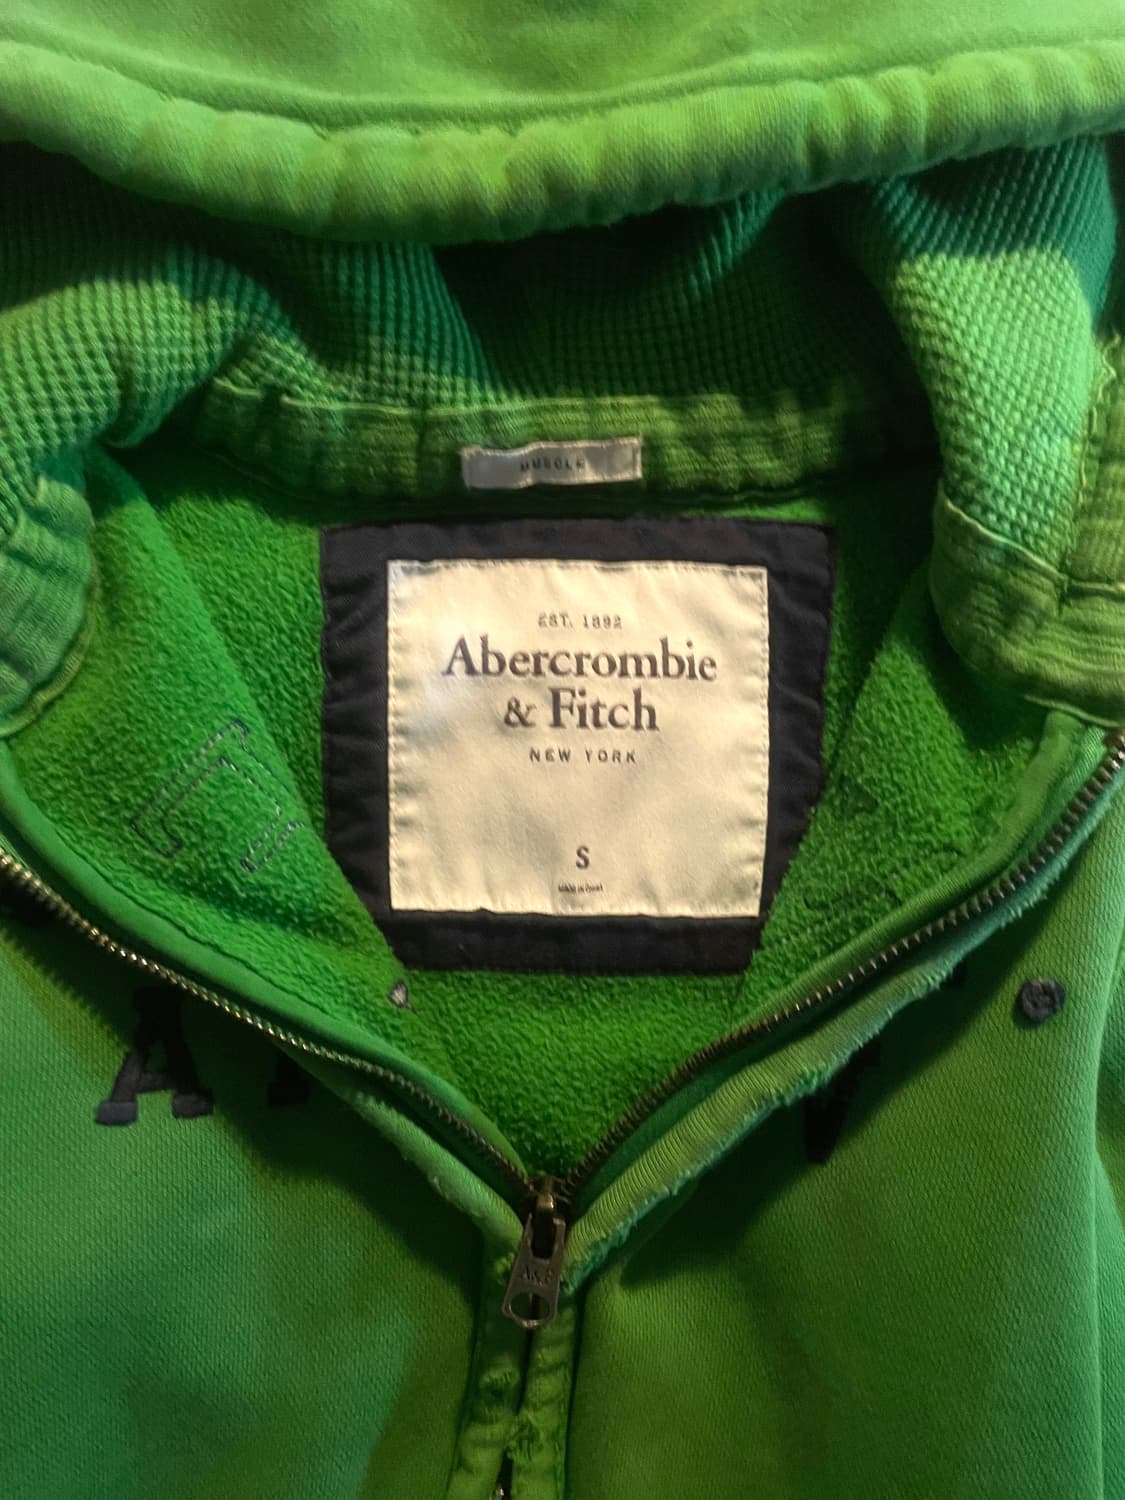 MUSCLE
EST. 1892
Abercrombie
& Fitch
NEW YORK
S
A
A&F